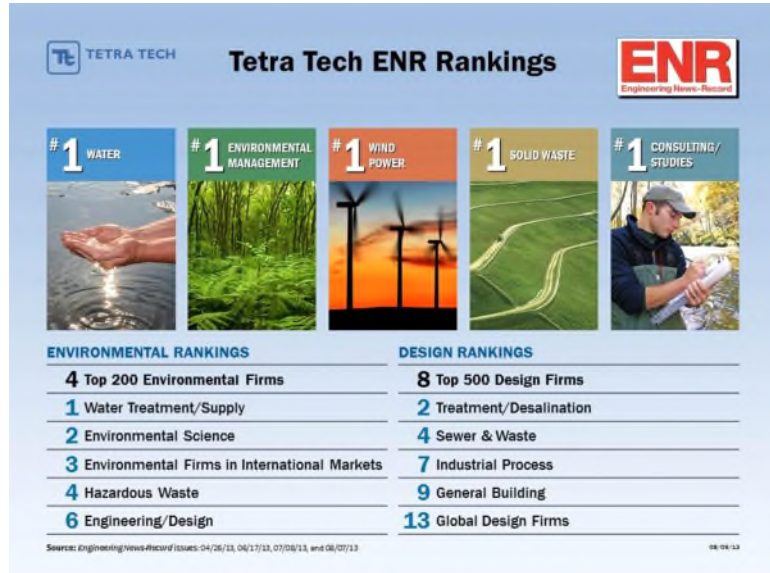 Tt TETRA TECH
Tetra Tech ENR Rankings
ENR
Engineering News-Record
#1 WATER
#1 ENVIRONMENTAL MANAGEMENT
#1 WIND POWER
#1 SOLID WASTE
#1 CONSULTING/STUDIES
ENVIRONMENTAL RANKINGS
4 Top 200 Environmental Firms
1 Water Treatment/Supply
2 Environmental Science
3 Environmental Firms in International Markets
4 Hazardous Waste
6 Engineering/Design
DESIGN RANKINGS
8 Top 500 Design Firms
2 Treatment/Desalination
4 Sewer & Waste
7 Industrial Process
9 General Building
13 Global Design Firms
Source: Engineering News-Record issues: 04/26/13, 06/17/13, 07/08/13, and 08/07/13